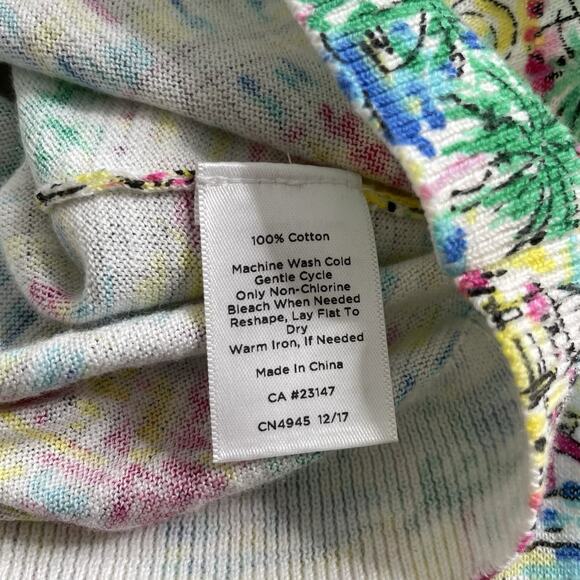 100% Cotton
Machine Wash Cold
Gentle Cycle
Only Non-Chlorine
Bleach When Needed
Reshape, Lay Flat To
Dry
Warm Iron, If Needed
Made in China
CA #23147
CN4945 12/17